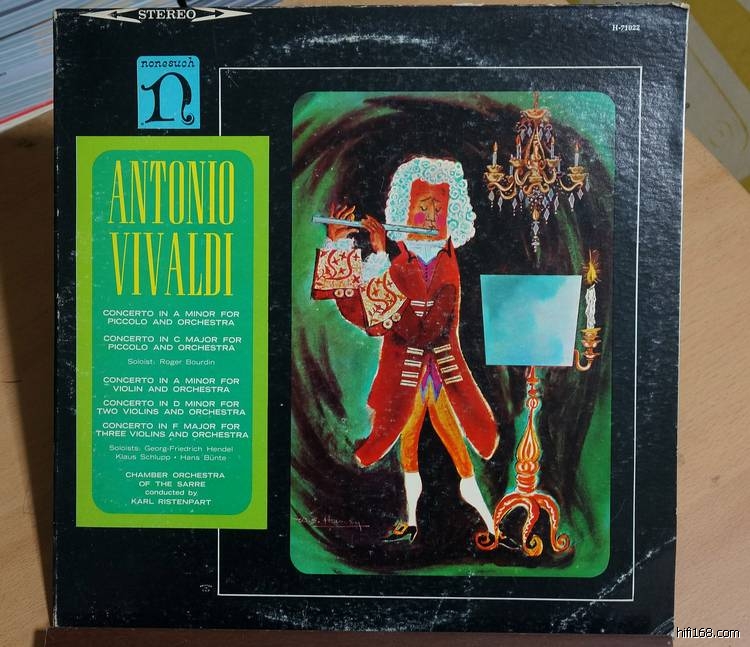 STEREO
H-71022
nonesuch
n
ANTONIO
VIVALDI
CONCERTO IN A MINOR FOR
PICCOLO AND ORCHESTRA
CONCERTO IN C MAJOR FOR
PICCOLO AND ORCHESTRA
Soloist: Roger Bourdin
CONCERTO IN A MINOR FOR
VIOLIN AND ORCHESTRA
CONCERTO IN D MINOR FOR
TWO VIOLINS AND ORCHESTRA
CONCERTO IN F MAJOR FOR
THREE VIOLINS AND ORCHESTRA
Soloists: Georg-Friedrich Hendel
Klaus Schlupp • Hans Bünte
CHAMBER ORCHESTRA
OF THE SARRE
conducted by
KARL RISTENPART
hifi168.com